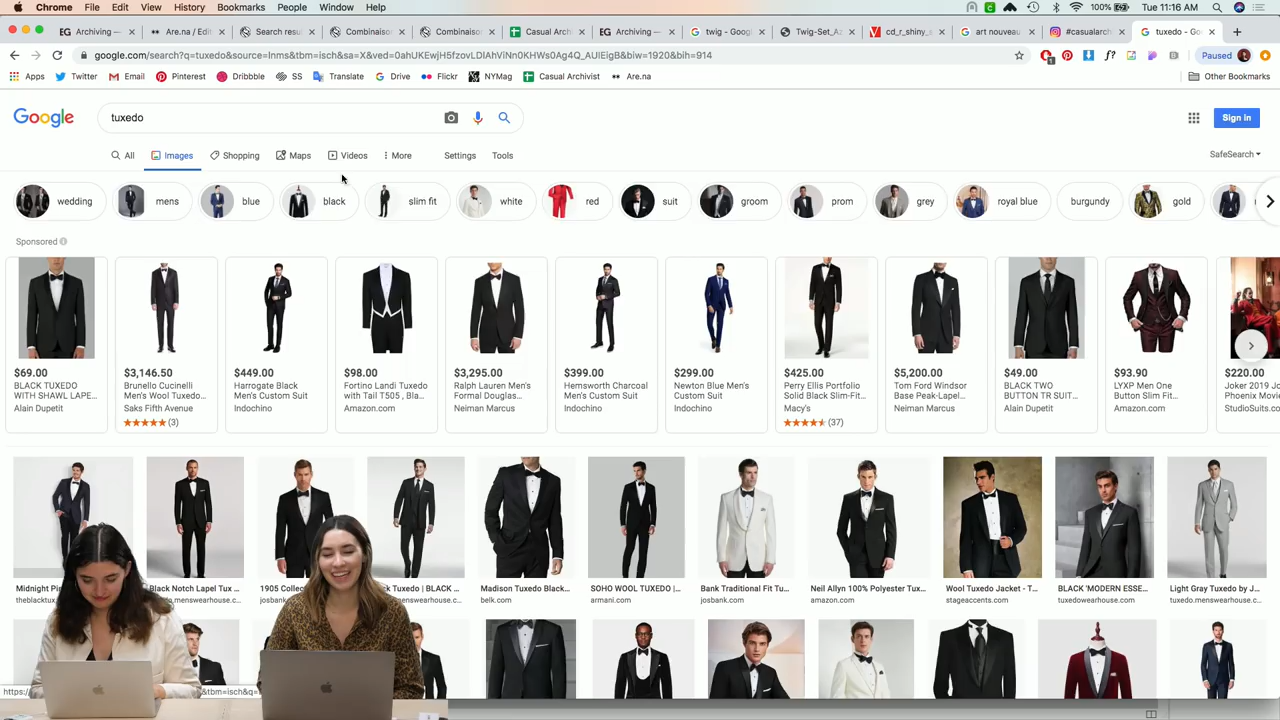 Chrome File Edit View History Bookmarks People Window Help 100% Tue 11:16 AM
EG Archiving — Are.na / Edi Search resu Combinaiso Combinaiso Casual Arc EG Archiving — twig - Goog Twig-Set_A2 cd_r_shiny_s art nouveau #casualarch tuxedo - Go
google.com/search?q=tuxedo&source=lnms&tbm=isch&sa=X&ved=0ahUKEwjH5fzovLDlAhViNn0KHWs0Ag4Q_AUIEigB&biw=1920&bih=914 Paused
Apps Twitter Email Pinterest Dribbble SS Translate Drive Flickr NYMag Casual Archivist Are.na Other Bookmarks
Google tuxedo Sign in
All Images Shopping Maps Videos More Settings Tools SafeSearch
wedding mens blue black slim fit white red suit groom prom grey royal blue burgundy gold
Sponsored
$69.00 $3,146.50 $449.00 $98.00 $3,295.00 $399.00 $299.00 $425.00 $5,200.00 $49.00 $93.90 $220.00
BLACK TUXEDO Brunello Cucinelli Harrogate Black Fortino Landi Tuxedo Ralph Lauren Men's Hemsworth Charcoal Newton Blue Men's Perry Ellis Portfolio Tom Ford Windsor BLACK TWO LYXP Men One Joker 2019 J
WITH SHAWL LAPE... Men's Wool Tuxedo... Men's Custom Suit with Tail T505 , Bla... Formal Douglas... Men's Custom Suit Custom Suit Solid Black Slim-Fit... Base Peak-Lapel... BUTTON TR SUIT... Button Slim Fit... Phoenix Movi
Alain Dupetit Saks Fifth Avenue Indochino Amazon.com Neiman Marcus Indochino Indochino Macy's Neiman Marcus Alain Dupetit Amazon.com StudioSuits.c
(3) (37)
Midnight Pi Black Notch Lapel Tux ... 1905 Collec k Tuxedo | BLACK ... Madison Tuxedo Black... SOHO WOOL TUXEDO |... Bank Traditional Fit Tu... Neil Allyn 100% Polyester Tux... Wool Tuxedo Jacket - T... BLACK 'MODERN ESSE... Light Gray Tuxedo by J...
theblacktux. .menswearhouse.c... josbank. o.menswearhouse.c... belk.com armani.com josbank.com amazon.com stageaccents.com tuxedowearhouse.com tuxedo.menswearhouse.c...
https:// &tbm=isch&q=